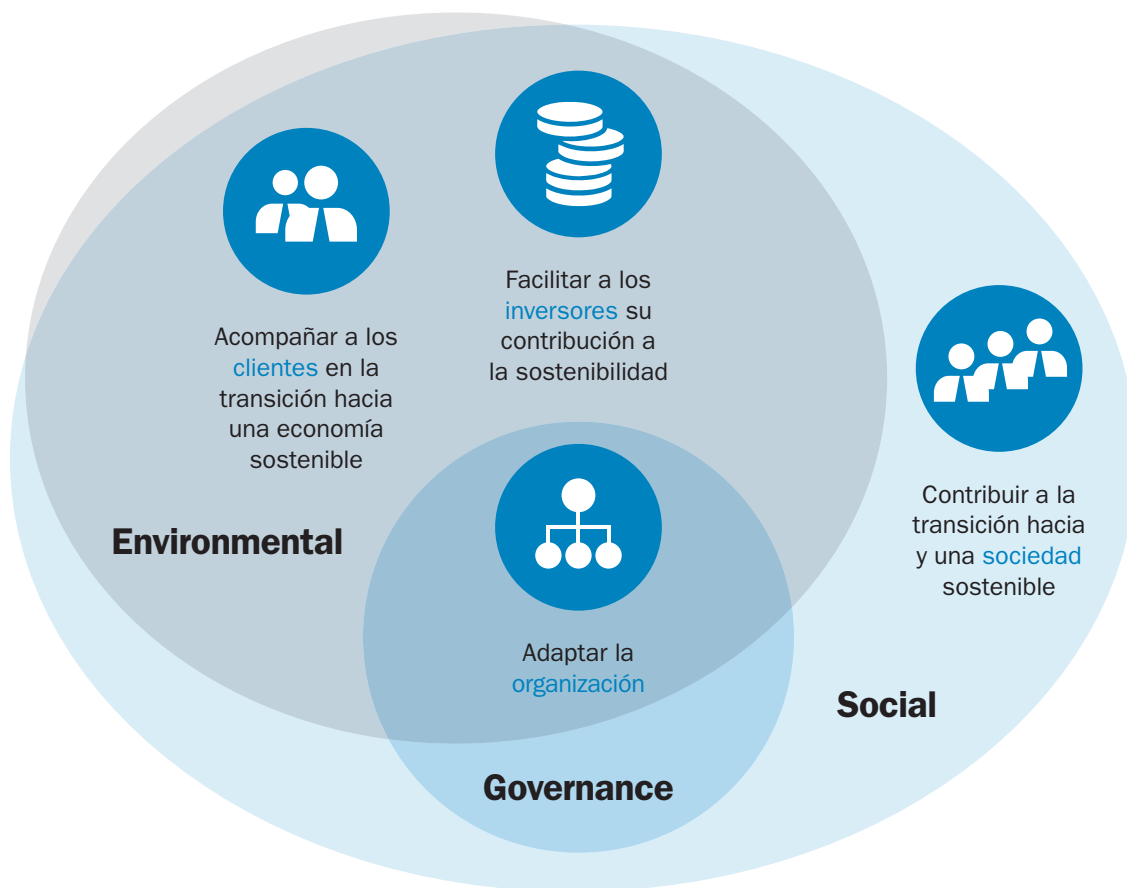 Acompañar a los
clientes en la
transición hacia
una economía
sostenible
Facilitar a los
inversores su
contribución a
la sostenibilidad
Contribuir a la
transición hacia
y una sociedad
sostenible
Environmental
Adaptar la
organización
Social
Governance